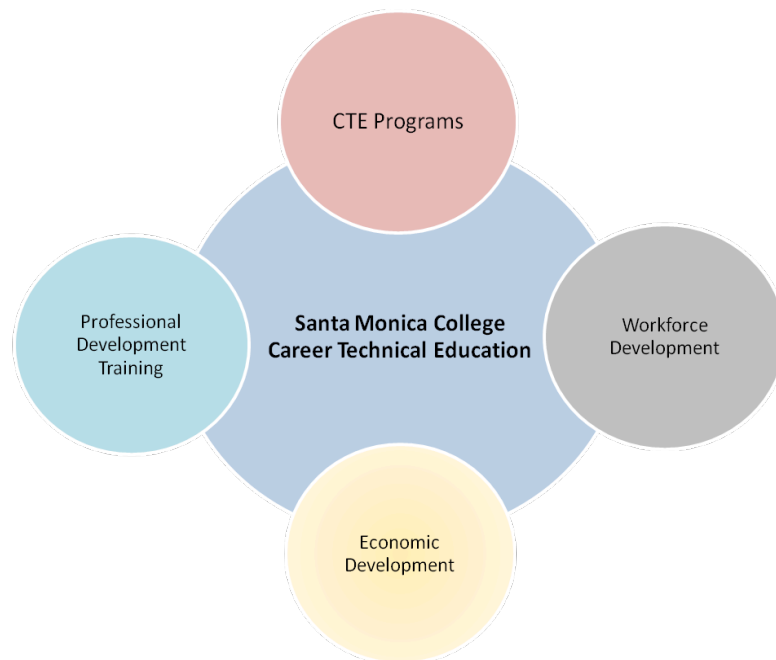 CTE Programs
Professional
Development
Training
Santa Monica College
Career Technical Education
Workforce
Development
Economic
Development